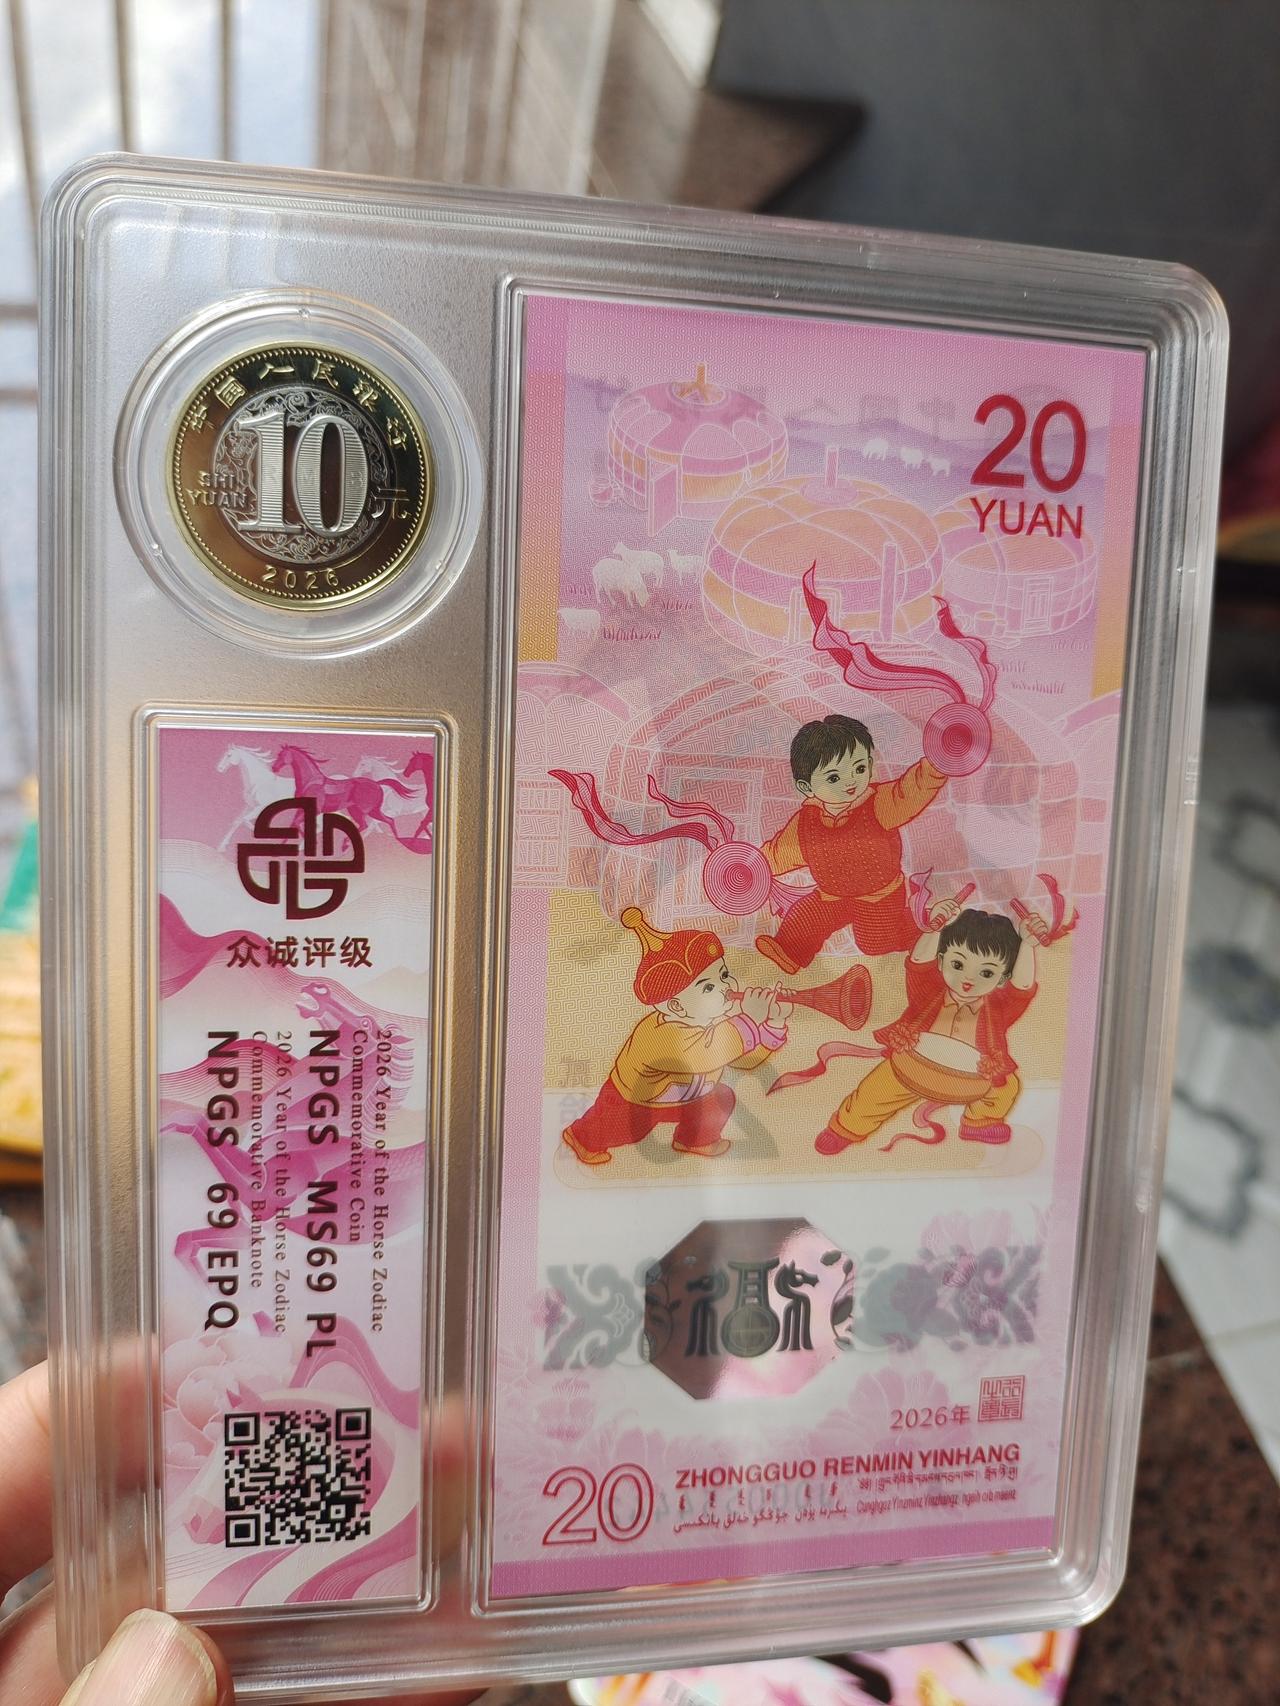 中国人民银行
10
SHI
YUAN
元
2026
20
YUAN
众诚评级
2026 Year of the Horse Zodiac
Commemorative Coin
NPGS MS69 PL
2026 Year of the Horse Zodiac
Commemorative Banknote
NPGS 69 EPQ
2026年
20
ZHONGGUO RENMIN YINHANG